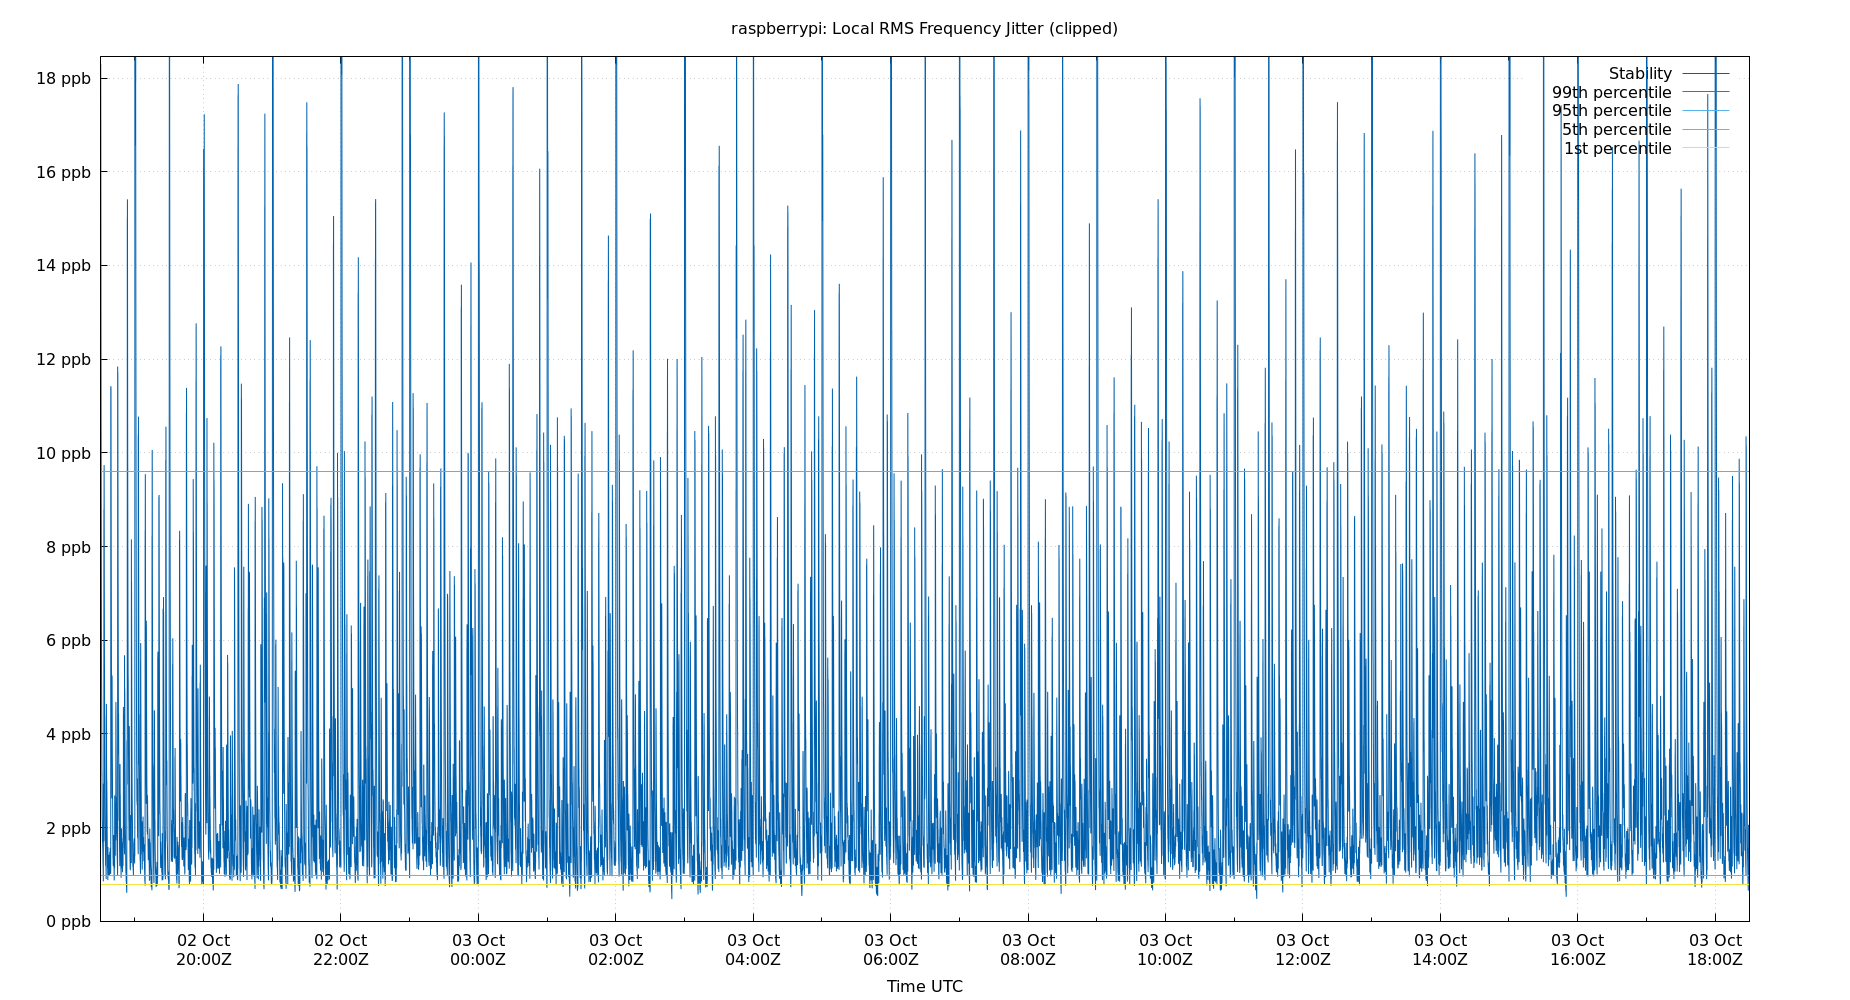 raspberrypi: Local RMS Frequency Jitter (clipped)
18 ppb
16 ppb
14 ppb
12 ppb
10 ppb
8 ppb
6 ppb
4 ppb
2 ppb
0 ppb
Stability
99th percentile
95th percentile
5th percentile
1st percentile
02 Oct 02 Oct 03 Oct 03 Oct 03 Oct 03 Oct 03 Oct 03 Oct 03 Oct 03 Oct 03 Oct 03 Oct
20:00Z 22:00Z 00:00Z 02:00Z 04:00Z 06:00Z 08:00Z 10:00Z 12:00Z 14:00Z 16:00Z 18:00Z
Time UTC